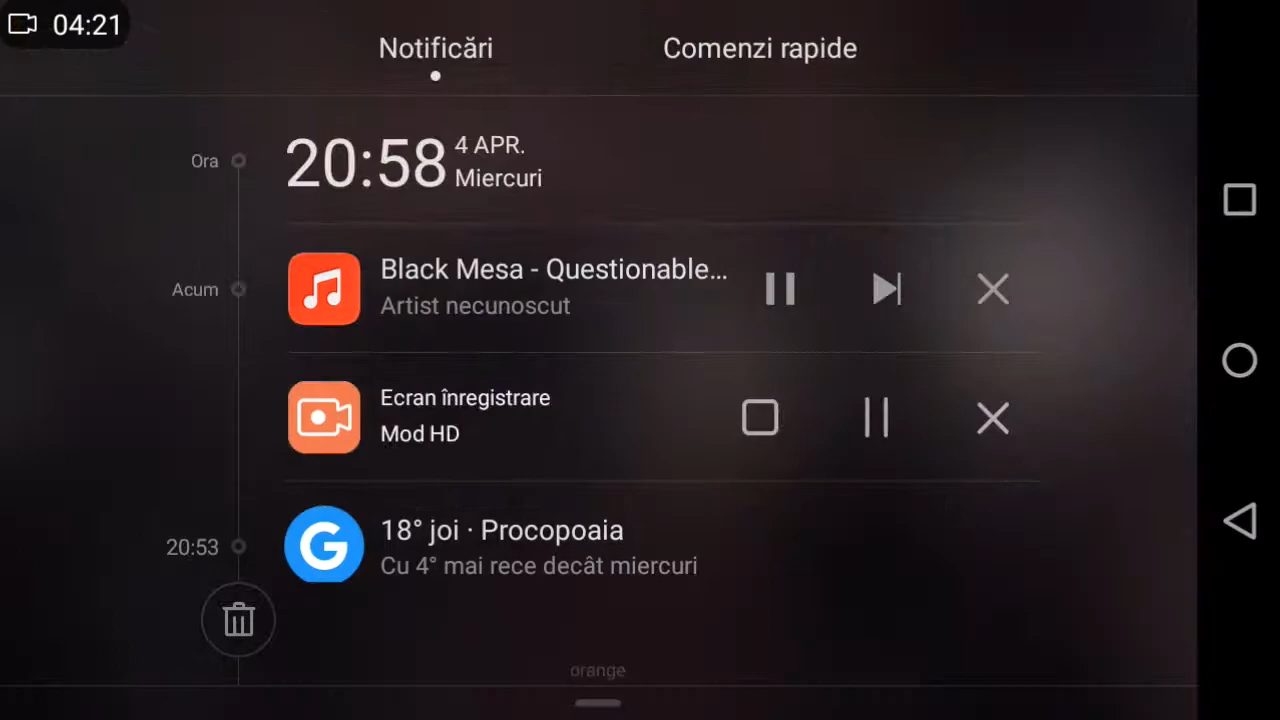 04:21
Notificări
Comenzi rapide
Ora
20:58
4 APR.
Miercuri
Acum
Black Mesa - Questionable...
Artist necunoscut
Ecran înregistrare
Mod HD
20:53
G
18° joi · Procopoaia
Cu 4° mai rece decât miercuri
orange